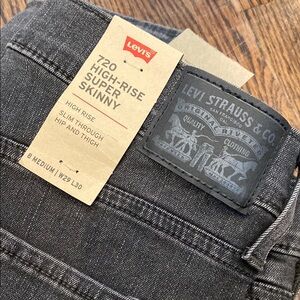 Levi's
720
HIGH-RISE
SUPER
SKINNY
HIGH RISE
SLIM THROUGH
HIP AND THIGH
8 MEDIUM | W29 L30
LEVI STRAUSS & CO.
QUALITY
CLOTHING